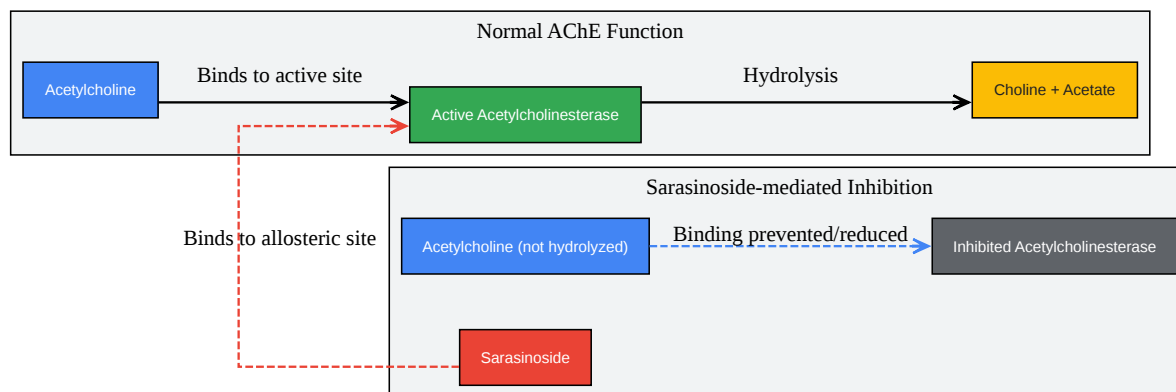 Normal AChE Function
Acetylcholine
Binds to active site
Active Acetylcholinesterase
Hydrolysis
Choline + Acetate
Sarasinoside-mediated Inhibition
Binds to allosteric site
Acetylcholine (not hydrolyzed)
Binding prevented/reduced
Inhibited Acetylcholinesterase
Sarasinoside